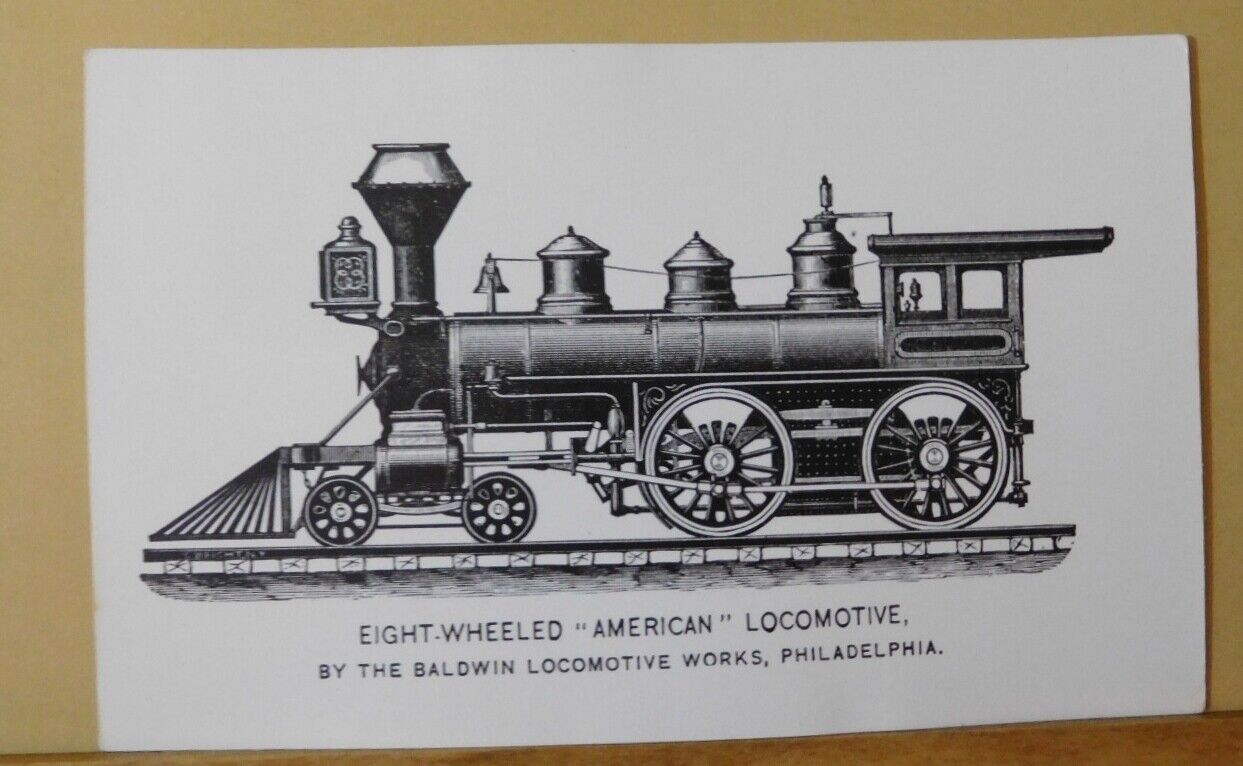 EIGHT-WHEELED "AMERICAN" LOCOMOTIVE,
BY THE BALDWIN LOCOMOTIVE WORKS, PHILADELPHIA.